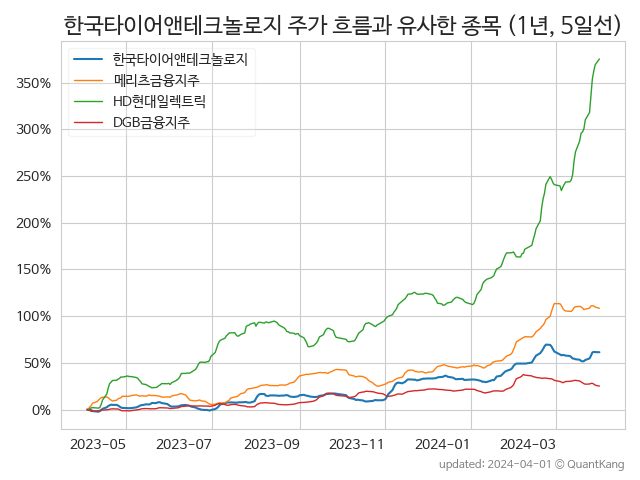 한국타이어앤테크놀로지 주가 흐름과 유사한 종목 (1년, 5일선)
한국타이어앤테크놀로지
메리츠금융지주
HD현대일렉트릭
DGB금융지주
350%
300%
250%
200%
150%
100%
50%
0%
2023-05 2023-07 2023-09 2023-11 2024-01 2024-03
updated: 2024-04-01 © QuantKang